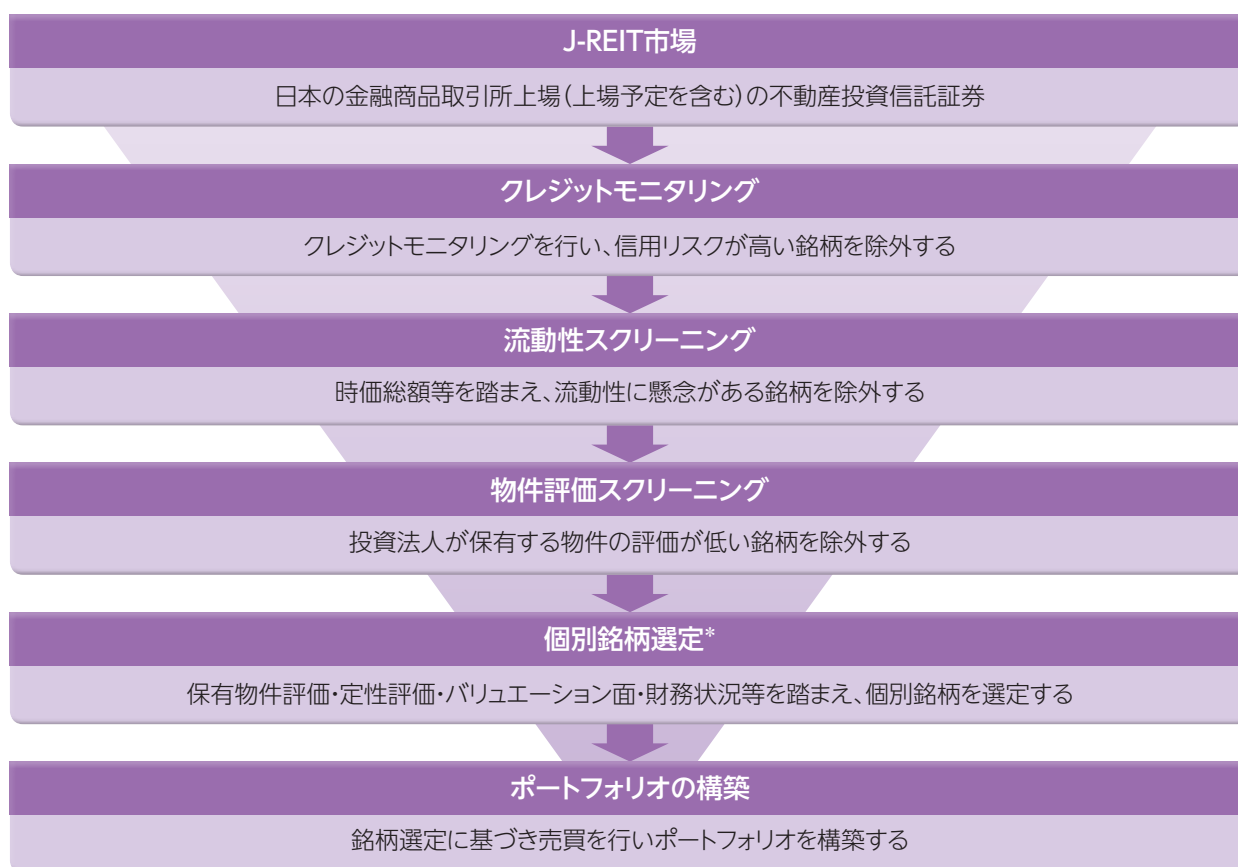 J-REIT市場
日本の金融商品取引所上場(上場予定を含む)の不動産投資信託証券
クレジットモニタリング
クレジットモニタリングを行い、信用リスクが高い銘柄を除外する
流動性スクリーニング
時価総額等を踏まえ、流動性に懸念がある銘柄を除外する
物件評価スクリーニング
投資法人が保有する物件の評価が低い銘柄を除外する
個別銘柄選定*
保有物件評価・定性評価・バリュエーション面・財務状況等を踏まえ、個別銘柄を選定する
ポートフォリオの構築
銘柄選定に基づき売買を行いポートフォリオを構築する